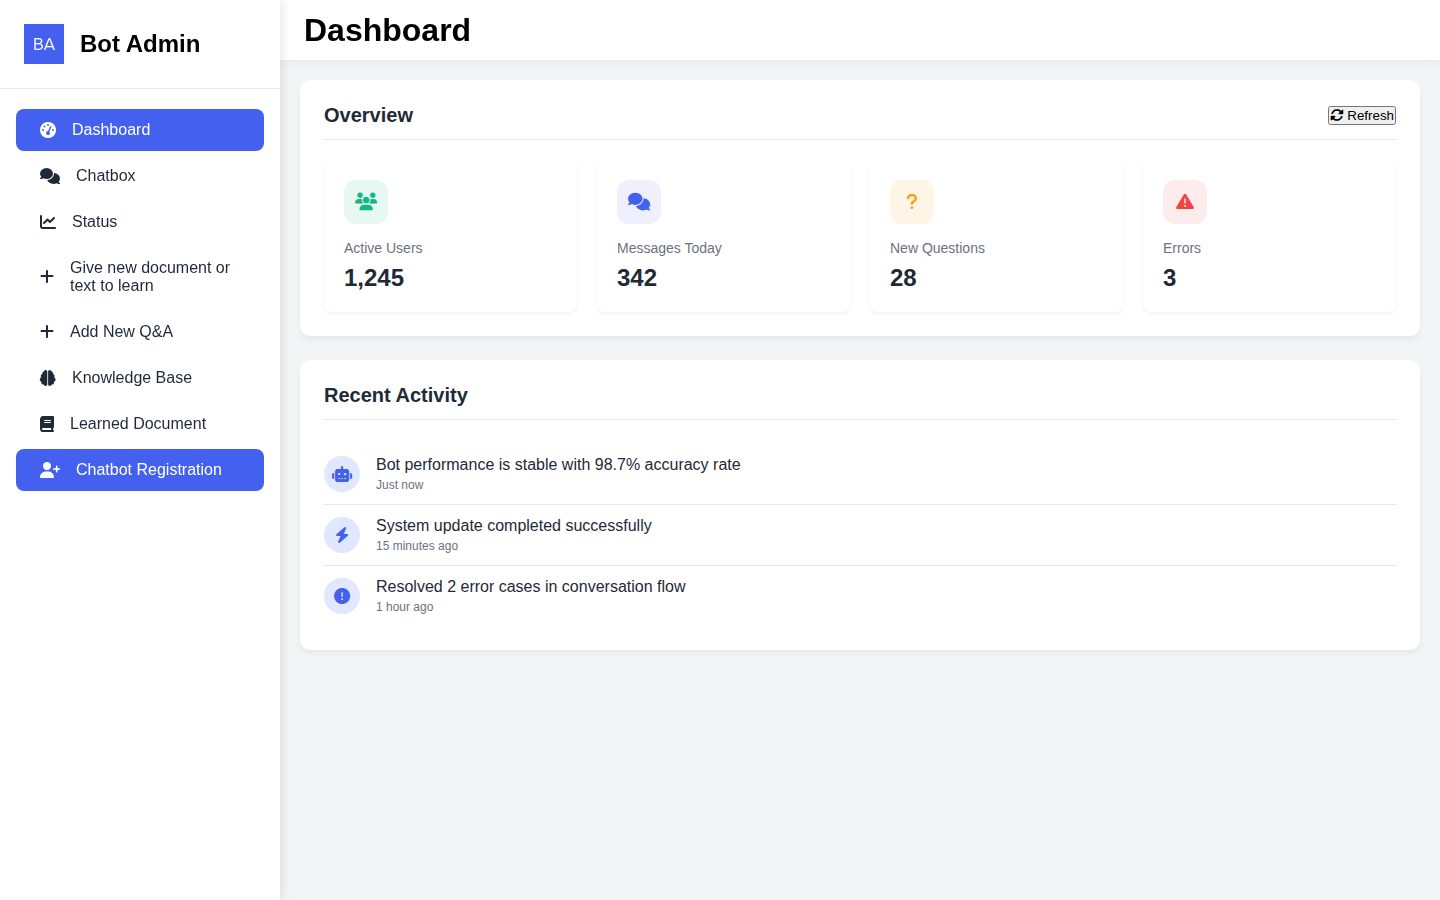 BA
Bot Admin
Dashboard
Chatbox
Status
Give new document or
text to learn
Add New Q&A
Knowledge Base
Learned Document
Chatbot Registration
Dashboard
Overview
Refresh
Active Users
1,245
Messages Today
342
New Questions
28
Errors
3
Recent Activity
Bot performance is stable with 98.7% accuracy rate
Just now
System update completed successfully
15 minutes ago
Resolved 2 error cases in conversation flow
1 hour ago